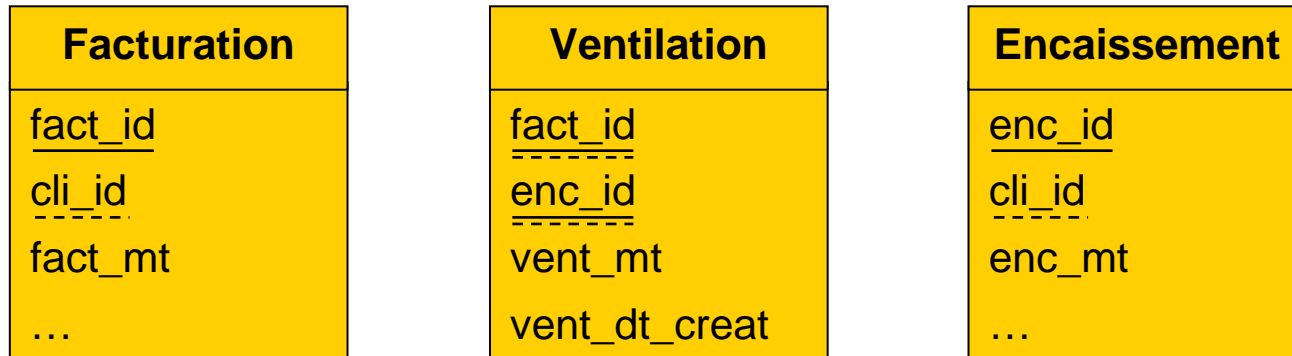 Facturation
fact_id
cli_id
fact_mt
…
Ventilation
fact_id
enc_id
vent_mt
vent_dt_creat
Encaissement
enc_id
cli_id
enc_mt
…